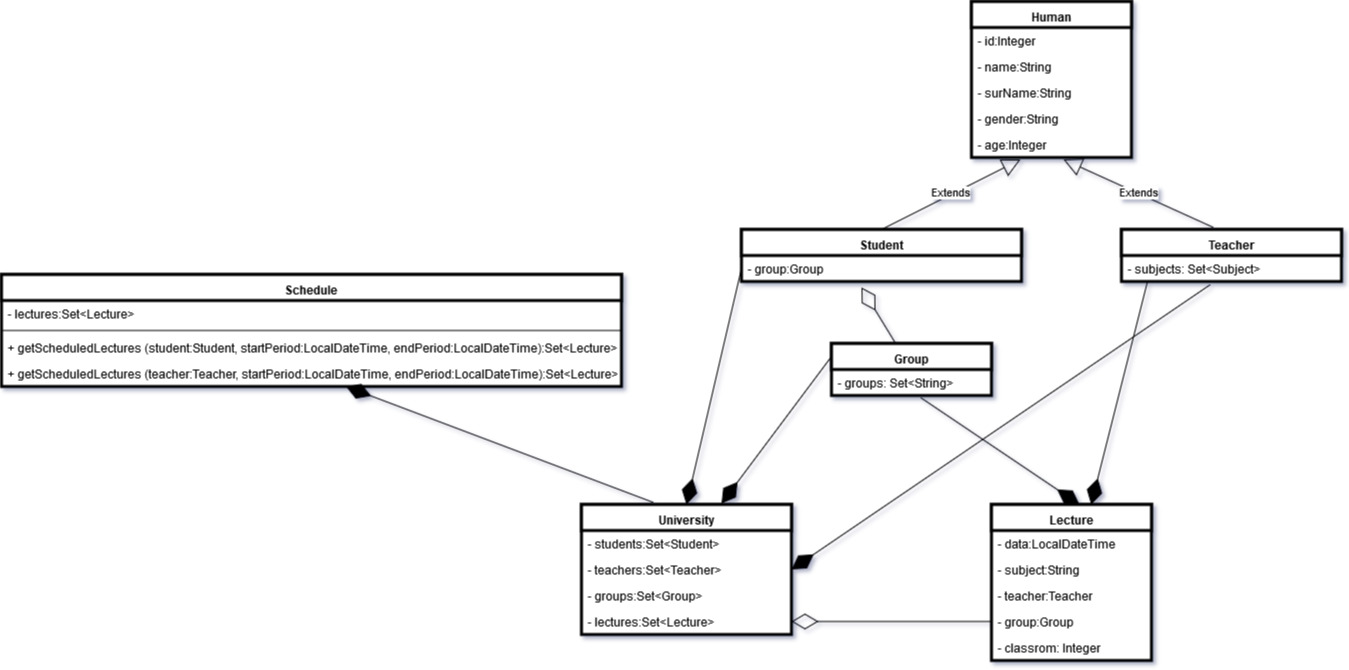 Human
- id:Integer
- name:String
- surName:String
- gender:String
- age:Integer
Extends
Extends
Student
- group:Group
Teacher
- subjects: Set<Subject>
Schedule
- lectures:Set<Lecture>
+ getScheduledLectures (student:Student, startPeriod:LocalDateTime, endPeriod:LocalDateTime):Set<Lecture>
+ getScheduledLectures (teacher:Teacher, startPeriod:LocalDateTime, endPeriod:LocalDateTime):Set<Lecture>
Group
- groups: Set<String>
University
- students:Set<Student>
- teachers:Set<Teacher>
- groups:Set<Group>
- lectures:Set<Lecture>
Lecture
- data:LocalDateTime
- subject:String
- teacher:Teacher
- group:Group
- classrom: Integer